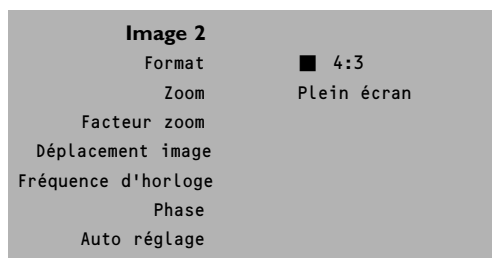 Image 2
Format ■ 4:3
Zoom Plein écran
Facteur zoom
Déplacement image
Fréquence d'horloge
Phase
Auto réglage